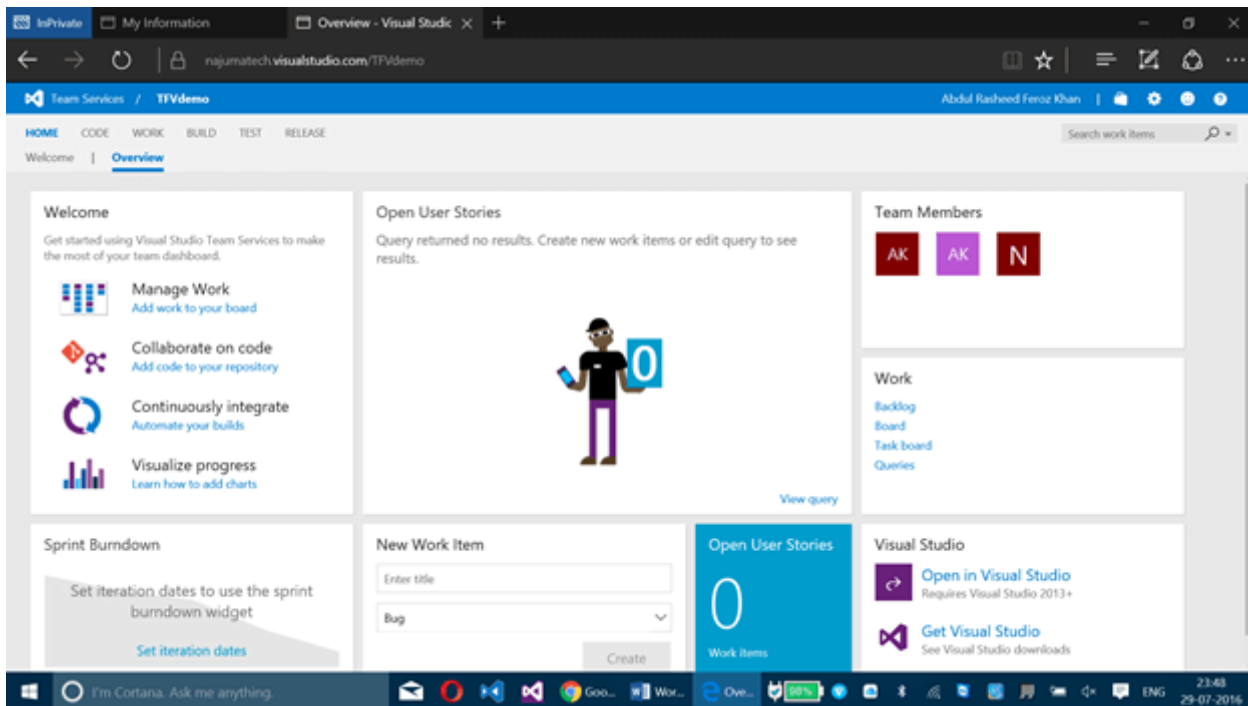 InPrivate My Information Overview - Visual Studic
najumatech.visualstudio.com/TFVdemo
Team Services / TFVdemo Abdul Rasheed Feroz Khan |
HOME CODE WORK BUILD TEST RELEASE Search work items
Welcome | Overview
Welcome
Get started using Visual Studio Team Services to make
the most of your team dashboard.
Manage Work
Add work to your board
Collaborate on code
Add code to your repository
Continuously integrate
Automate your builds
Visualize progress
Learn how to add charts
Open User Stories
Query returned no results. Create new work items or edit query to see
results.
0
View query
Team Members
AK AK N
Work
Backlog
Board
Task board
Queries
Sprint Burndown
Set iteration dates to use the sprint
burndown widget
Set iteration dates
New Work Item
Enter title
Bug
Create
Open User Stories
0
Work items
Visual Studio
Open in Visual Studio
Requires Visual Studio 2013+
Get Visual Studio
See Visual Studio downloads
I'm Cortana. Ask me anything. Goo... Wor... Ove... ENG 23:48
29-07-2016